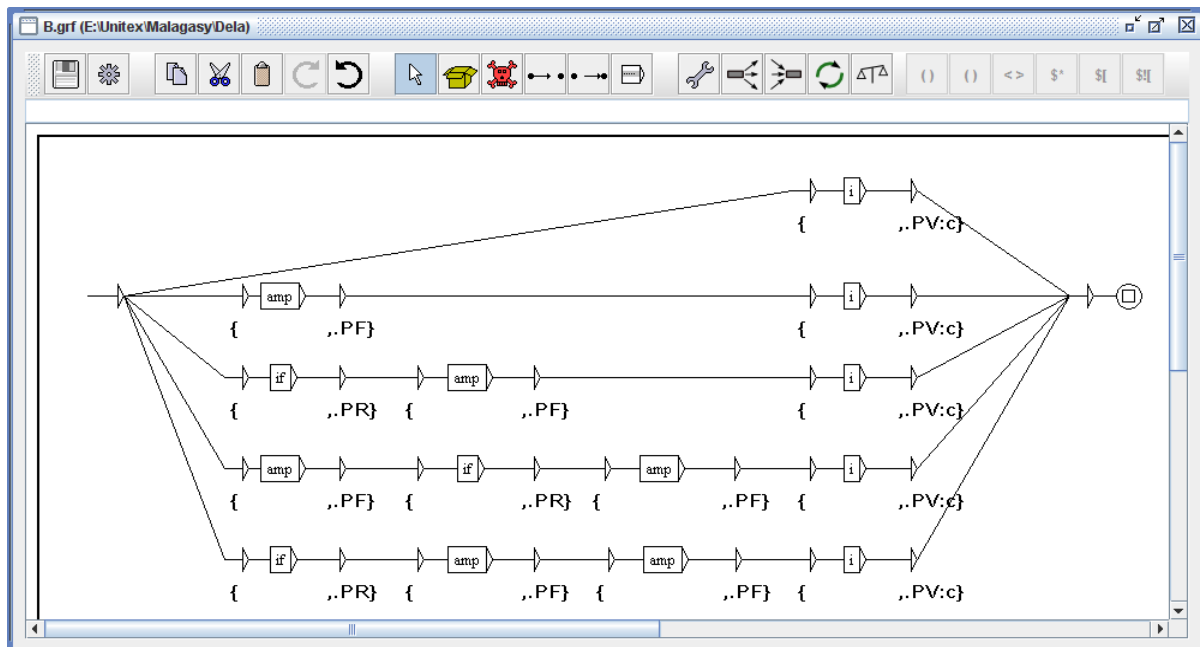 B.grf (E:\Unitex\Malagasy\Dela)
( ) ( ) < > $* $[ $![
i
{ ,.PV:c}
amp i
{ ,.PF} { ,.PV:c}
if amp i
{ ,.PR} { ,.PF} { ,.PV:c}
amp if amp i
{ ,.PF} { ,.PR} { ,.PF} { ,.PV:c}
if amp amp i
{ ,.PR} { ,.PF} { ,.PF} { ,.PV:c}